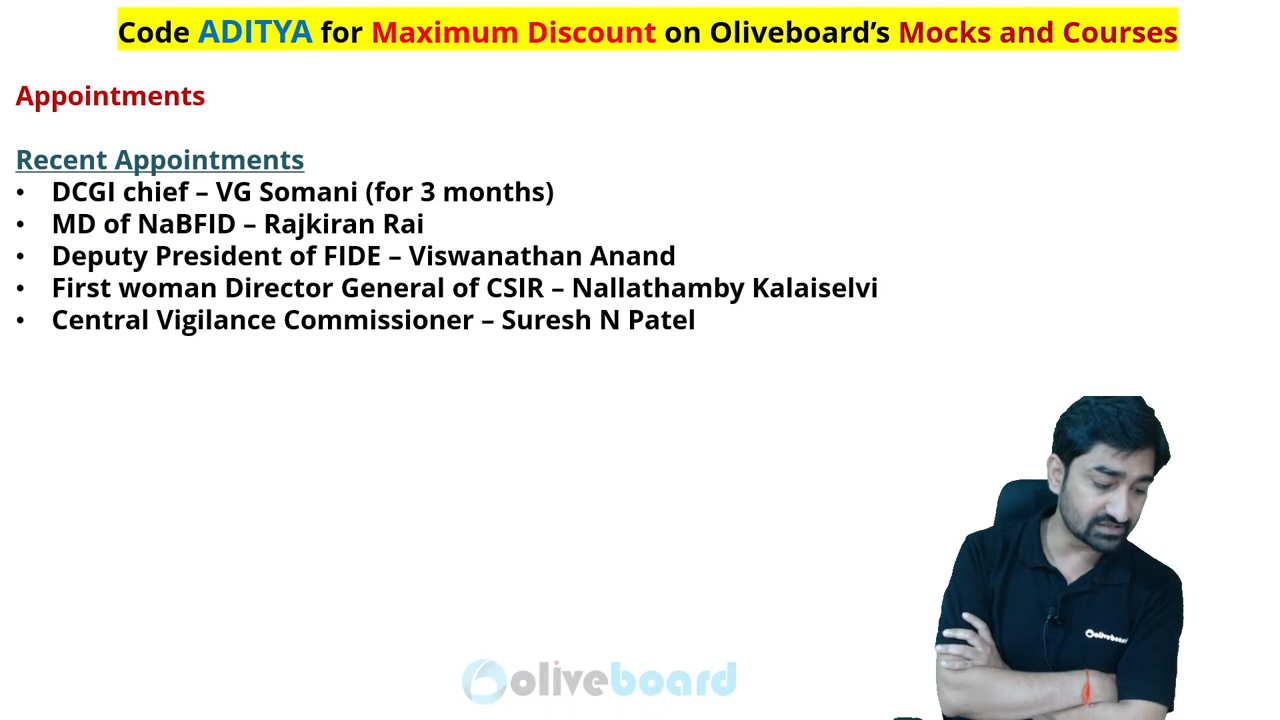 Code ADITYA for Maximum Discount on Oliveboard’s Mocks and Courses
Appointments
Recent Appointments
• DCGI chief – VG Somani (for 3 months)
• MD of NaBFID – Rajkiran Rai
• Deputy President of FIDE – Viswanathan Anand
• First woman Director General of CSIR – Nallathamby Kalaiselvi
• Central Vigilance Commissioner – Suresh N Patel
oliveboard
oliveboard